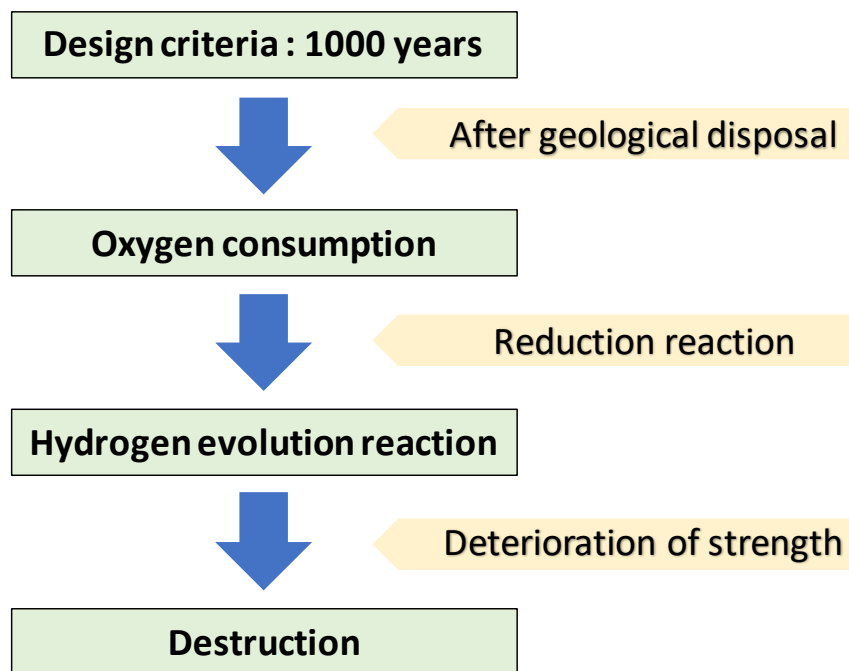 Design criteria : 1000 years
After geological disposal
Oxygen consumption
Reduction reaction
Hydrogen evolution reaction
Deterioration of strength
Destruction